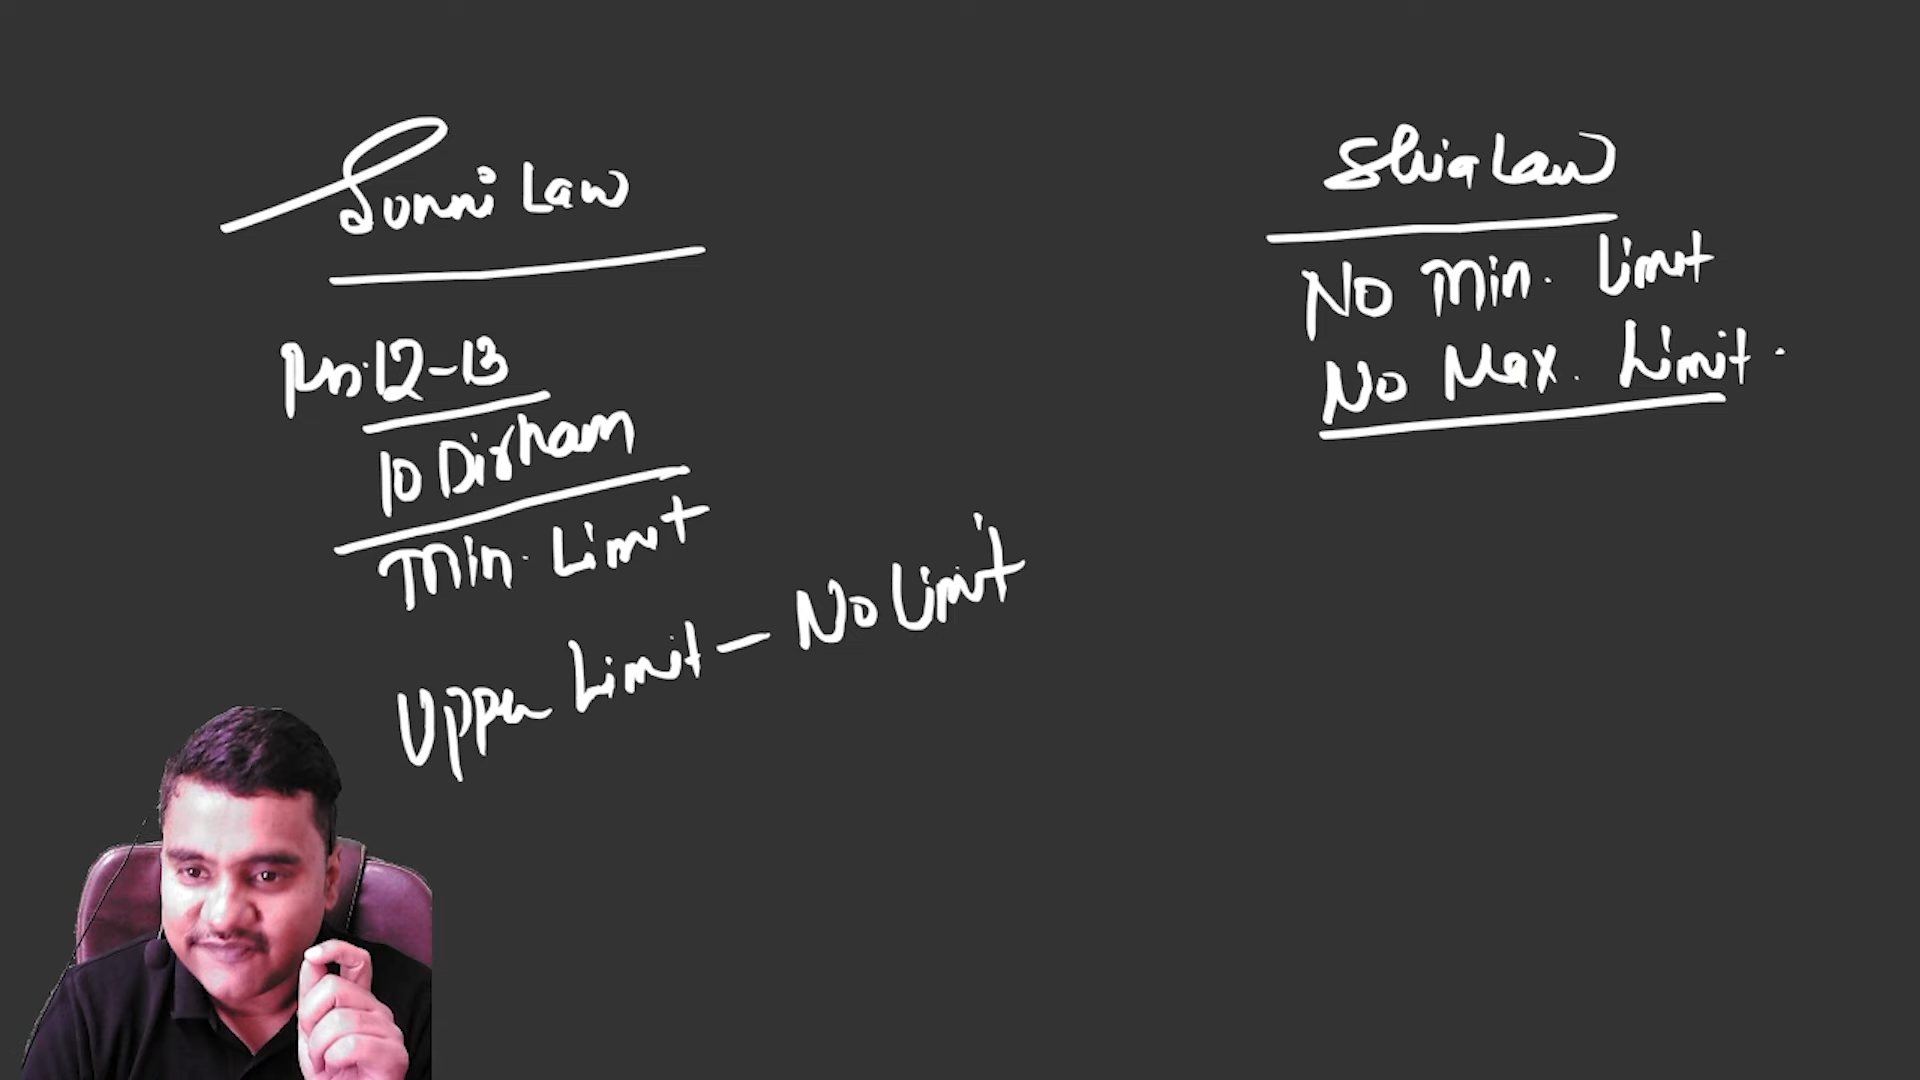 Sunni Law
Rs. 12-13
10 Dirham
Min. Limit
Upper Limit - No Limit
Shia Law
No Min. Limit
No Max. Limit.